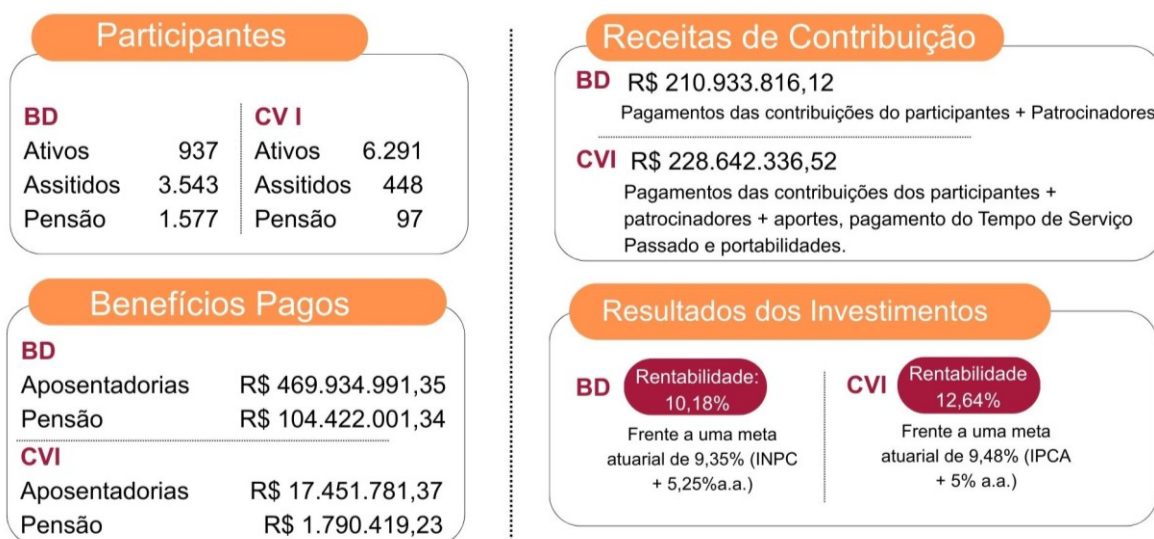 Participantes
BD
Ativos 937
Assitidos 3.543
Pensão 1.577
CV I
Ativos 6.291
Assitidos 448
Pensão 97
Benefícios Pagos
BD
Aposentadorias R$ 469.934.991,35
Pensão R$ 104.422.001,34
CVI
Aposentadorias R$ 17.451.781,37
Pensão R$ 1.790.419,23
Receitas de Contribuição
BD R$ 210.933.816,12
Pagamentos das contribuições do participantes + Patrocinadores
CVI R$ 228.642.336,52
Pagamentos das contribuições dos participantes +
patrocinadores + aportes, pagamento do Tempo de Serviço
Passado e portabilidades.
Resultados dos Investimentos
BD
Rentabilidade:
10,18%
Frente a uma meta
atuarial de 9,35% (INPC
+ 5,25%a.a.)
CVI
Rentabilidade
12,64%
Frente a uma meta
atuarial de 9,48% (IPCA
+ 5% a.a.)